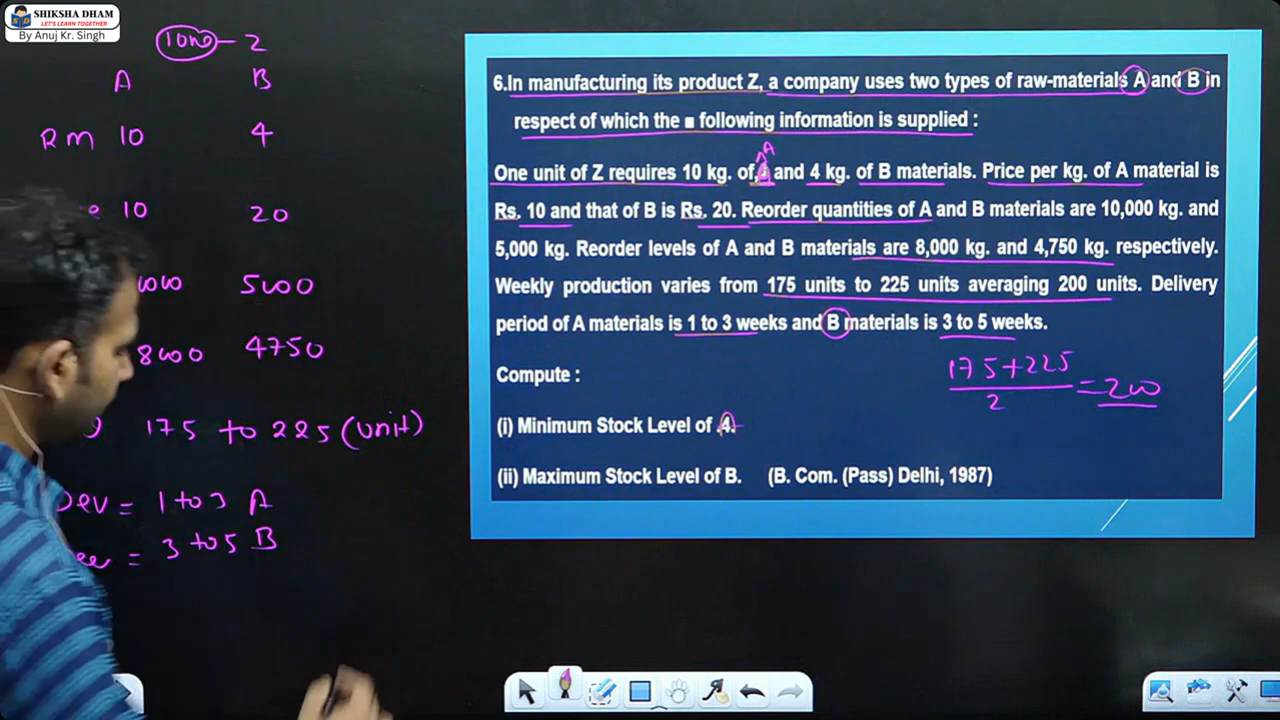 SHIKSHA DHAM
LET'S LEARN TOGETHER
By Anuj Kr. Singh
1 unit - Z
A B
RM 10 4
10 20
5000
8000 4750
175 to 225 (unit)
Dev = 1 to 3 A
= 3 to 5 B
6.In manufacturing its product Z, a company uses two types of raw-materials A and B in
respect of which the ■ following information is supplied :
A
One unit of Z requires 10 kg. of and 4 kg. of B materials. Price per kg. of A material is
Rs. 10 and that of B is Rs. 20. Reorder quantities of A and B materials are 10,000 kg. and
5,000 kg. Reorder levels of A and B materials are 8,000 kg. and 4,750 kg. respectively.
Weekly production varies from 175 units to 225 units averaging 200 units. Delivery
period of A materials is 1 to 3 weeks and B materials is 3 to 5 weeks.
175+225
2
=200
Compute :
(i) Minimum Stock Level of .4.
(ii) Maximum Stock Level of B. (B. Com. (Pass) Delhi, 1987)